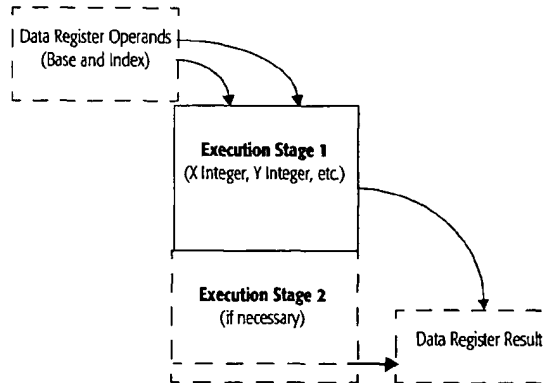 Data Register Operands
(Base and Index)
Execution Stage 1
(X Integer, Y Integer, etc.)
Execution Stage 2
(if necessary)
Data Register Result